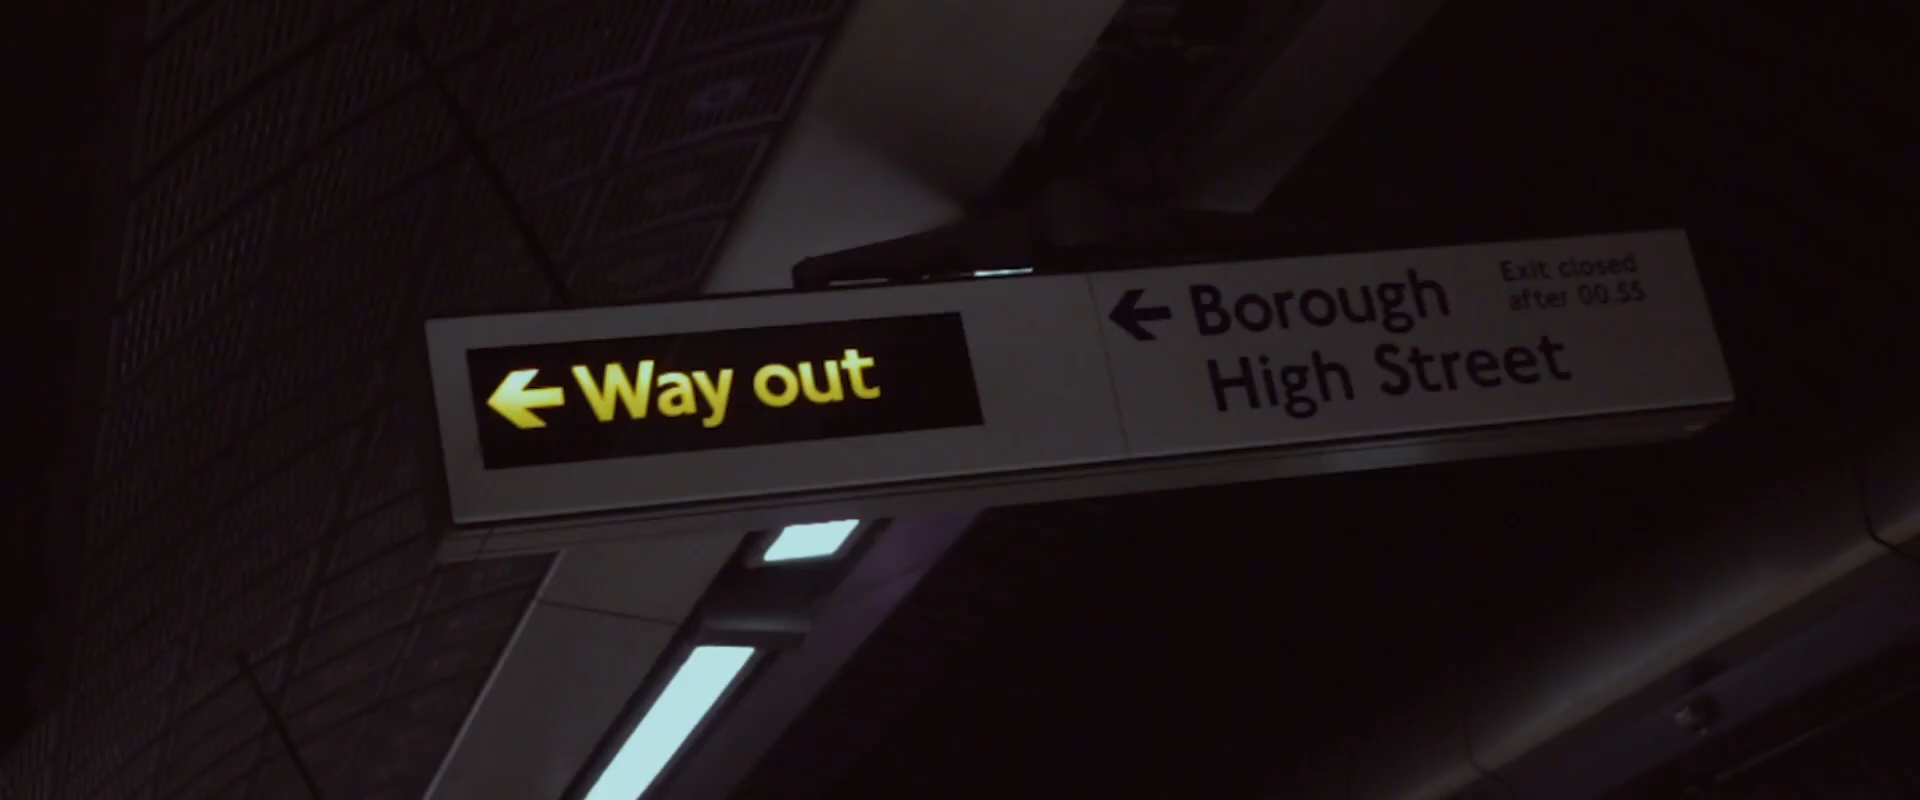 ← Way out
← Borough
High Street
Exit closed
after 00.55